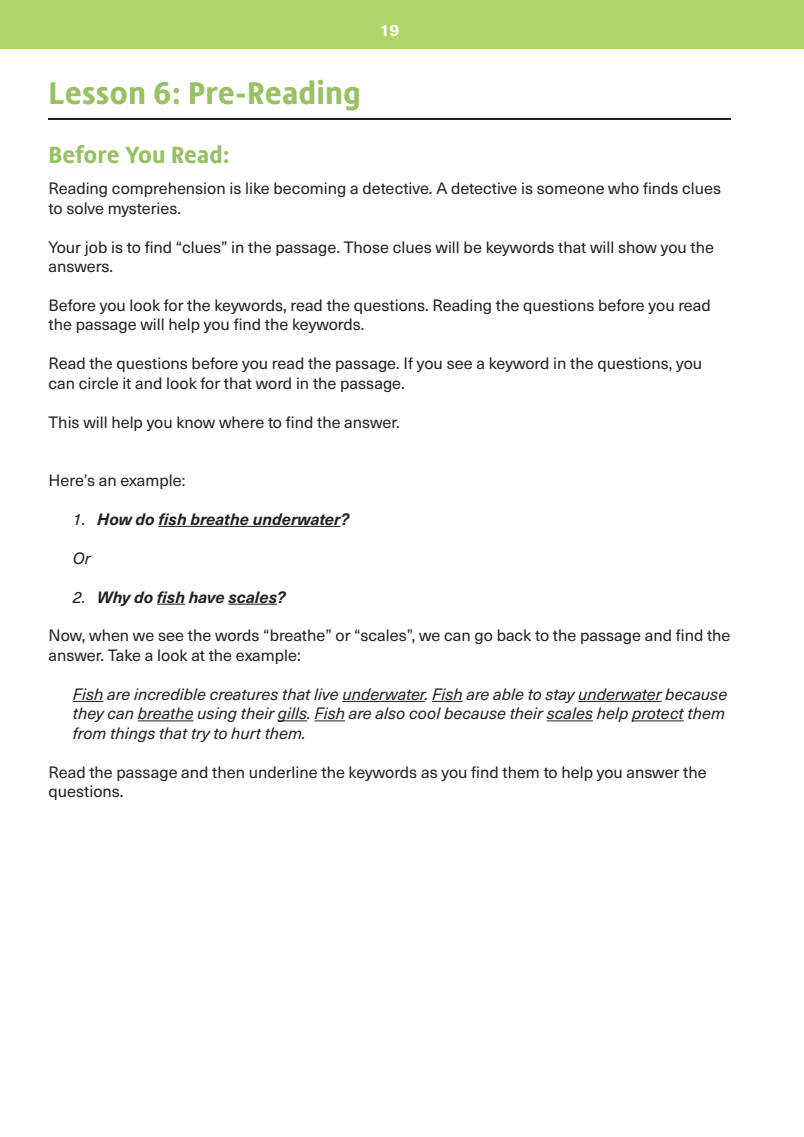 19
Lesson 6: Pre-Reading
Before You Read:
Reading comprehension is like becoming a detective. A detective is someone who finds clues
to solve mysteries.
Your job is to find “clues” in the passage. Those clues will be keywords that will show you the
answers.
Before you look for the keywords, read the questions. Reading the questions before you read
the passage will help you find the keywords.
Read the questions before you read the passage. If you see a keyword in the questions, you
can circle it and look for that word in the passage.
This will help you know where to find the answer.
Here’s an example:
1. How do fish breathe underwater?
Or
2. Why do fish have scales?
Now, when we see the words “breathe” or “scales”, we can go back to the passage and find the
answer. Take a look at the example:
Fish are incredible creatures that live underwater. Fish are able to stay underwater because
they can breathe using their gills. Fish are also cool because their scales help protect them
from things that try to hurt them.
Read the passage and then underline the keywords as you find them to help you answer the
questions.